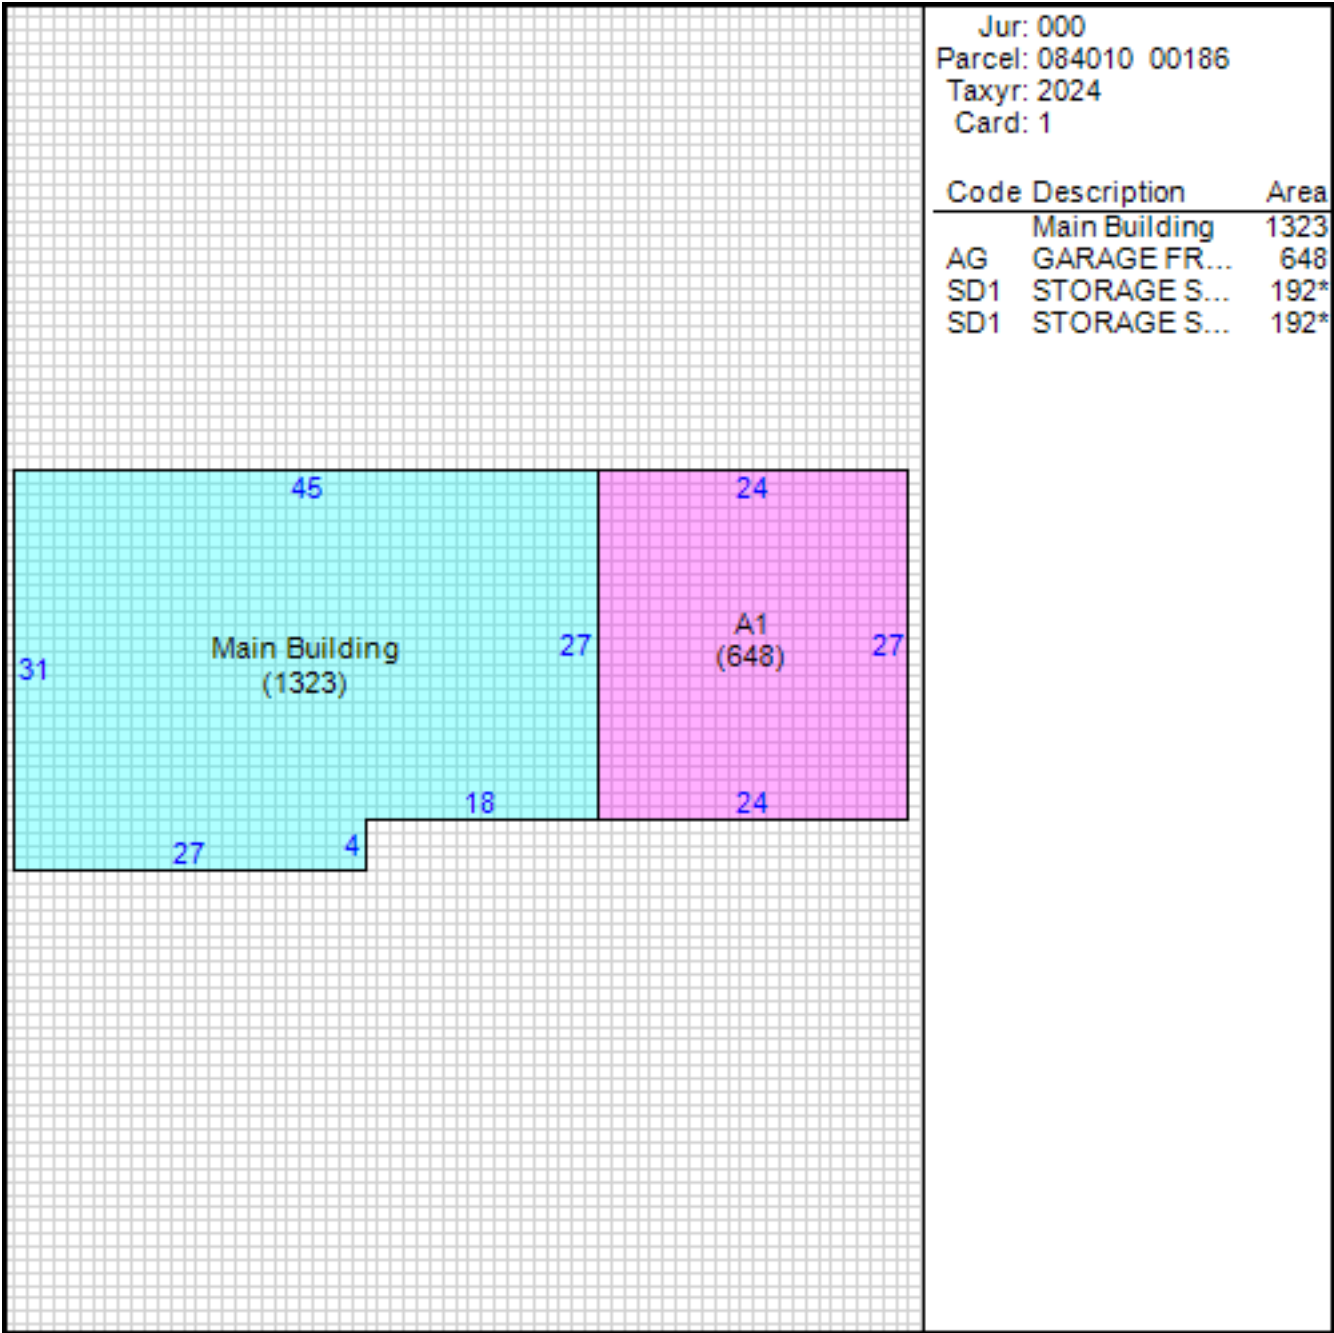 Jur: 000
Parcel: 084010 00186
Taxyr: 2024
Card: 1
Code Description Area
Main Building 1323
AG GARAGE FR... 648
SD1 STORAGE S... 192*
SD1 STORAGE S... 192*
45
24
31
Main Building
(1323)
27
A1
(648)
27
18
24
27
4